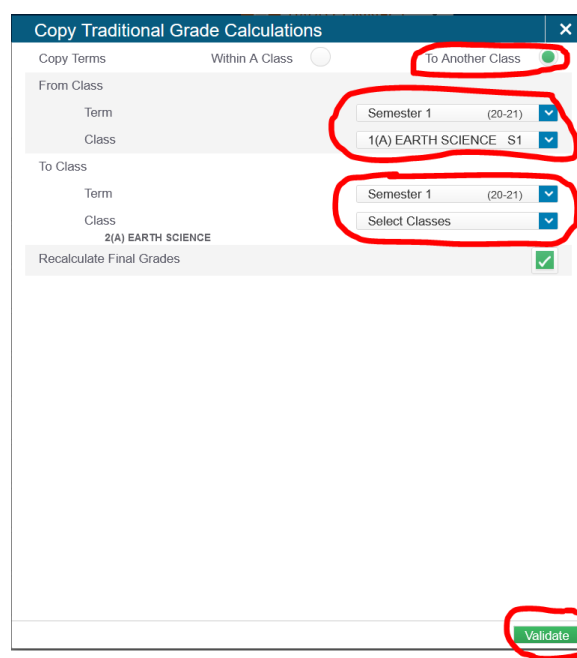 Copy Traditional Grade Calculations
Copy Terms Within A Class To Another Class
From Class
Term Semester 1 (20-21)
Class 1(A) EARTH SCIENCE S1
To Class
Term Semester 1 (20-21)
Class Select Classes
2(A) EARTH SCIENCE
Recalculate Final Grades
Validate